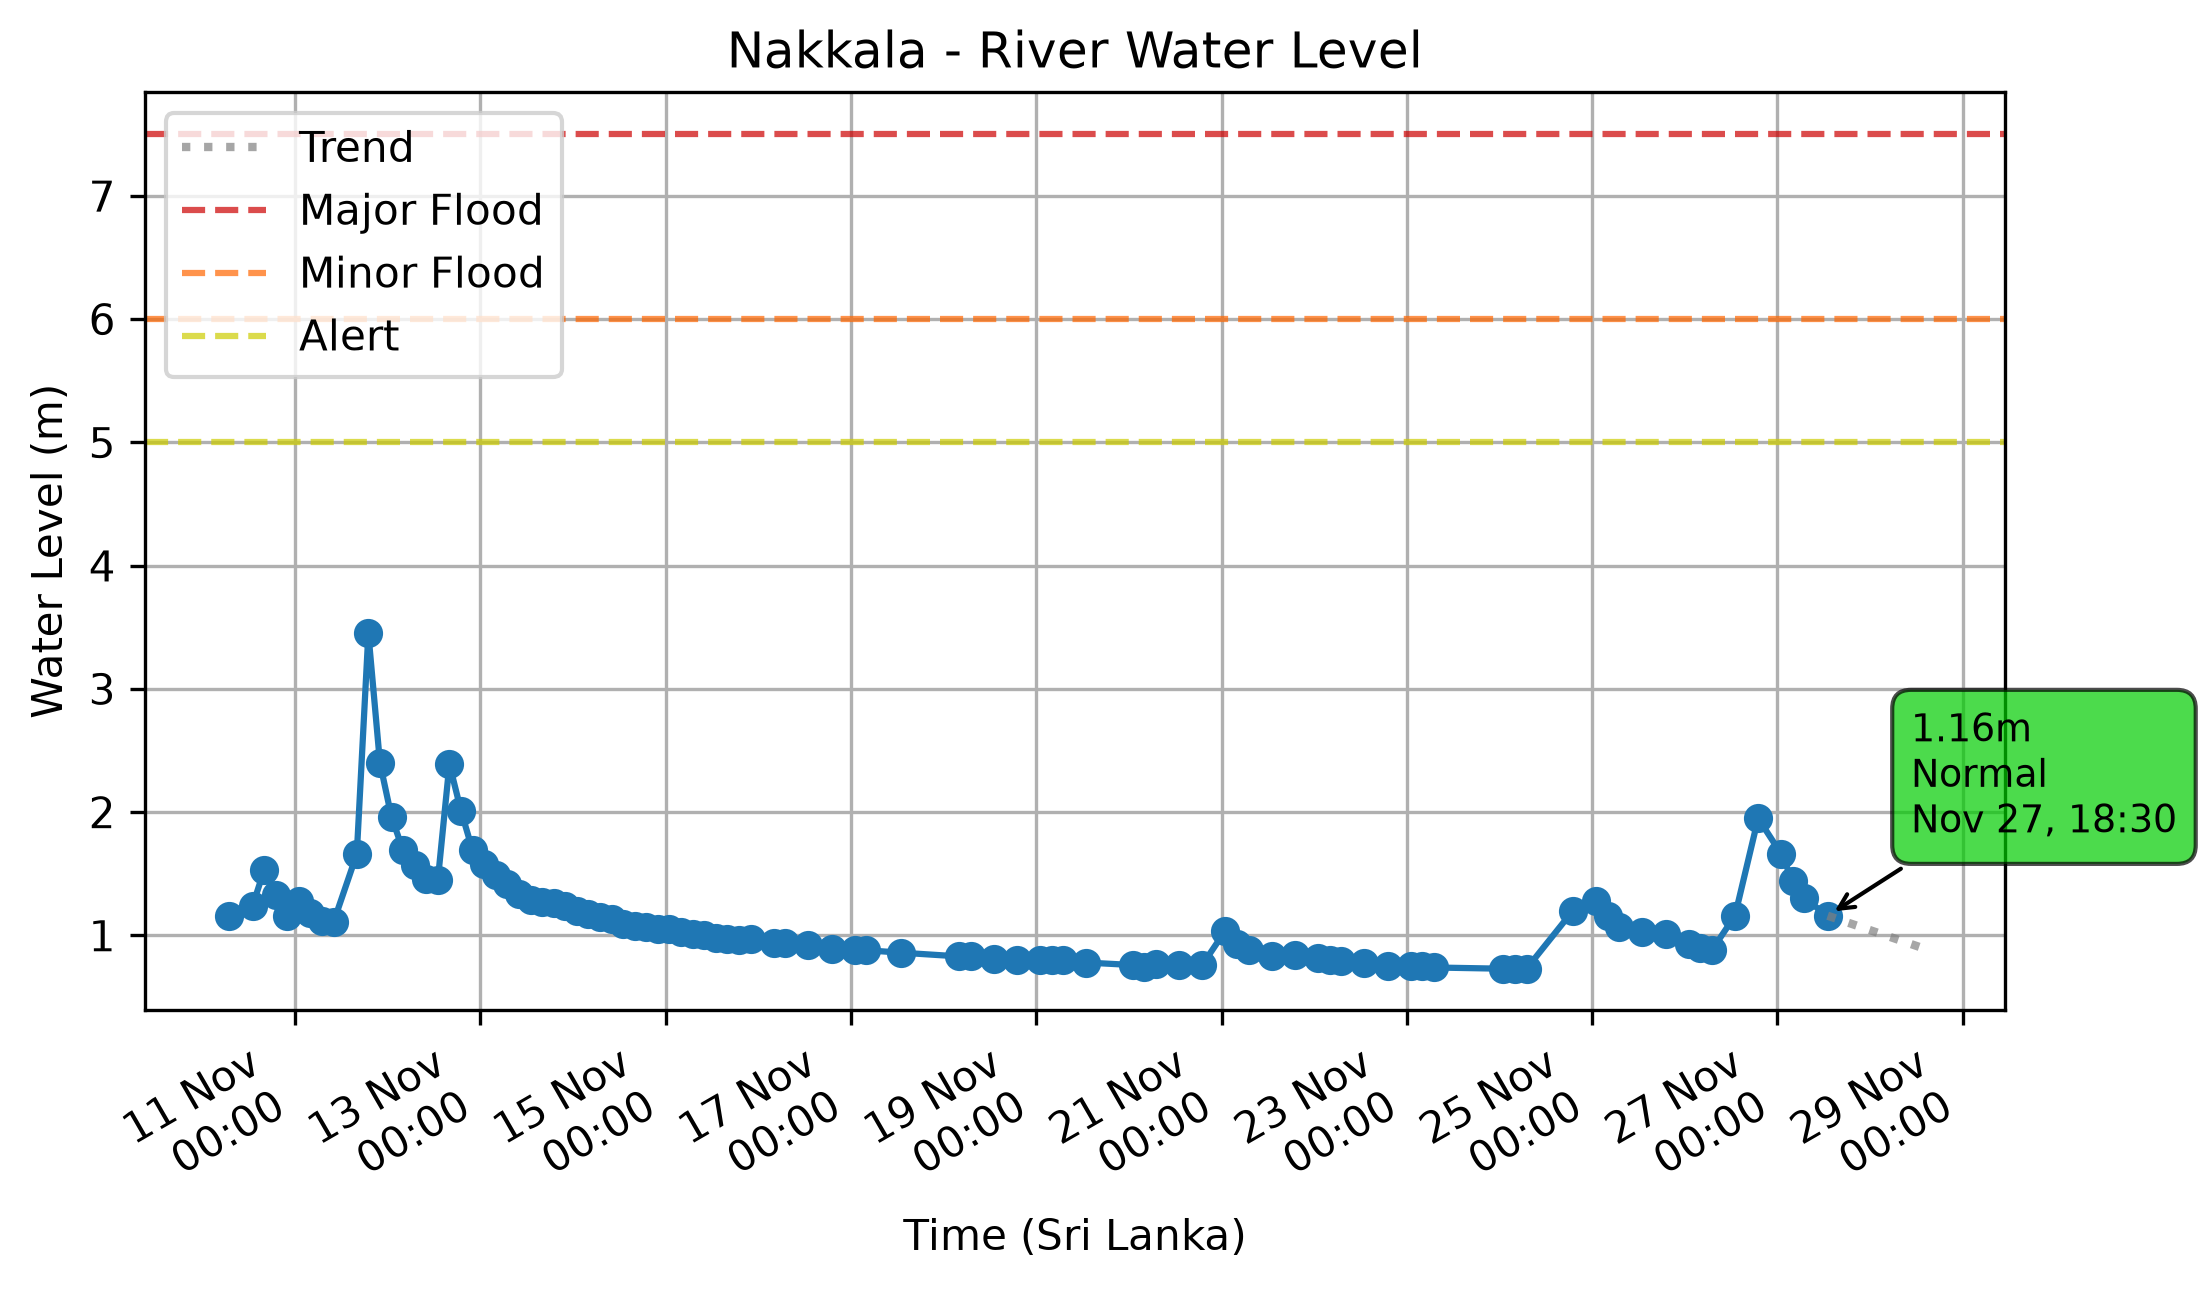 Nakkala - River Water Level
Trend
Major Flood
Minor Flood
Alert
Water Level (m)
7
6
5
4
3
2
1
1.16m
Normal
Nov 27, 18:30
11 Nov
00:00
13 Nov
00:00
15 Nov
00:00
17 Nov
00:00
19 Nov
00:00
21 Nov
00:00
23 Nov
00:00
25 Nov
00:00
27 Nov
00:00
29 Nov
00:00
Time (Sri Lanka)